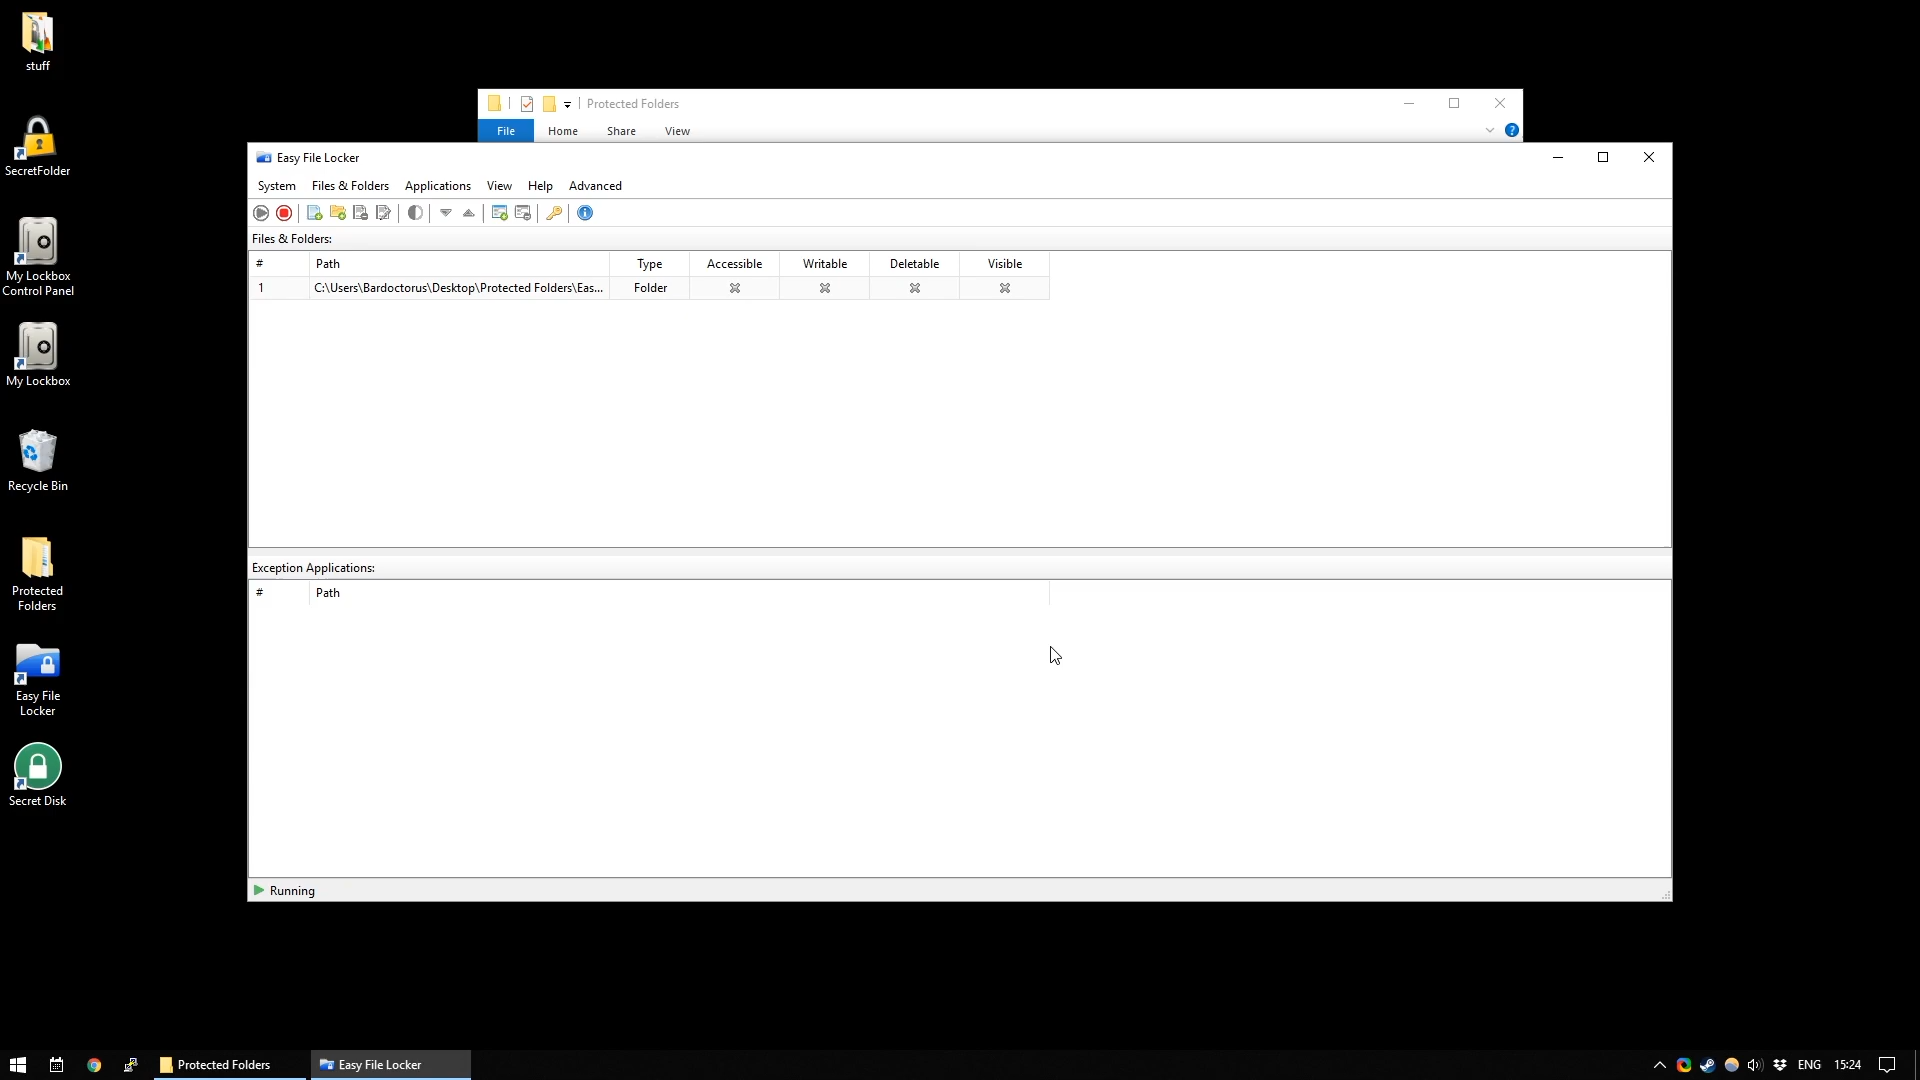 stuff
SecretFolder
My Lockbox
Control Panel
My Lockbox
Recycle Bin
Protected
Folders
Easy File
Locker
Secret Disk
Protected Folders
File Home Share View
?
Easy File Locker
System Files & Folders Applications View Help Advanced
Files & Folders:
# Path Type Accessible Writable Deletable Visible
1 C:\Users\Bardoctorus\Desktop\Protected Folders\Eas... Folder
Exception Applications:
# Path
Running
Protected Folders Easy File Locker ENG 15:24